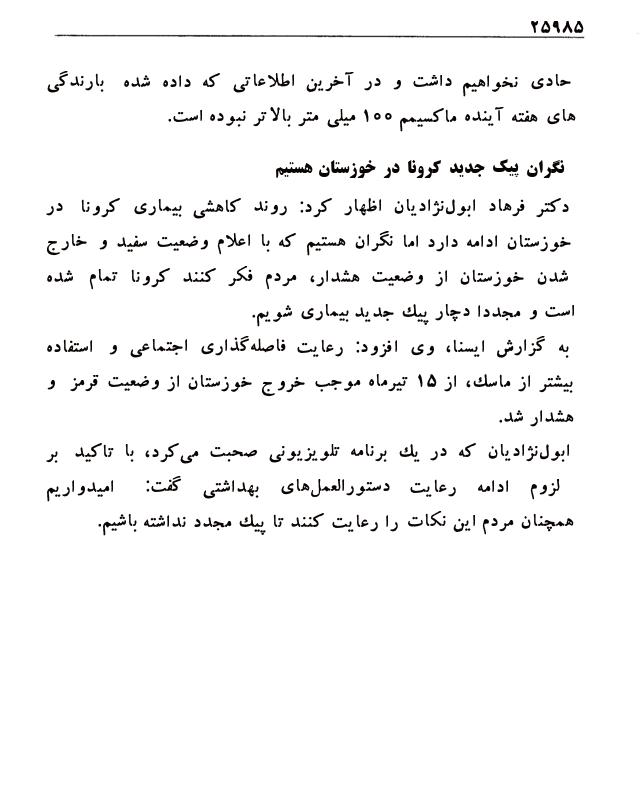 ۲۵۹۸۵
حادی نخواهیم داشت و در آخرین اطلاعاتی که داده شده بارندگی
های هفته آینده ماکسیمم ۱۰۰ میلی متر بالاتر نبوده است.
نگران پیک جدید کرونا در خوزستان هستیم
دکتر فرهاد ابول‌نژادیان اظهار کرد: روند کاهشی بیماری کرونا در
خوزستان ادامه دارد اما نگران هستیم که با اعلام وضعیت سفید و خارج
شدن خوزستان از وضعیت هشدار، مردم فکر کنند کرونا تمام شده
است و مجددا دچار پیك جدید بیماری شویم.
به گزارش ایسنا، وی افزود: رعایت فاصله‌گذاری اجتماعی و استفاده
بیشتر از ماسك، از ۱۵ تیرماه موجب خروج خوزستان از وضعیت قرمز و
هشدار شد.
ابول‌نژادیان که در یك برنامه تلویزیونی صحبت می‌کرد، با تاکید بر
لزوم ادامه رعایت دستورالعمل‌های بهداشتی گفت: امیدواریم
همچنان مردم این نکات را رعایت کنند تا پیك مجدد نداشته باشیم.